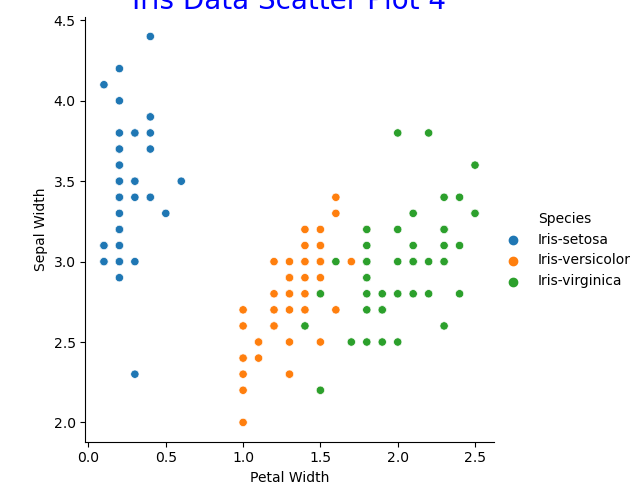 Iris Data Scatter Plot 4
4.5
4.0
3.5
3.0
2.5
2.0
Sepal Width
0.0 0.5 1.0 1.5 2.0 2.5
Petal Width
Species
Iris-setosa
Iris-versicolor
Iris-virginica